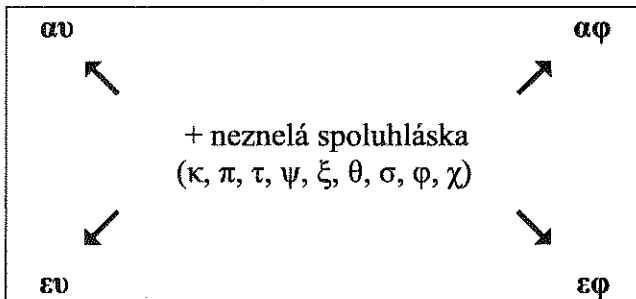 αυ αφ
+ neznelá spoluhláska
(κ, π, τ, ψ, ξ, θ, σ, φ, χ)
ευ εφ